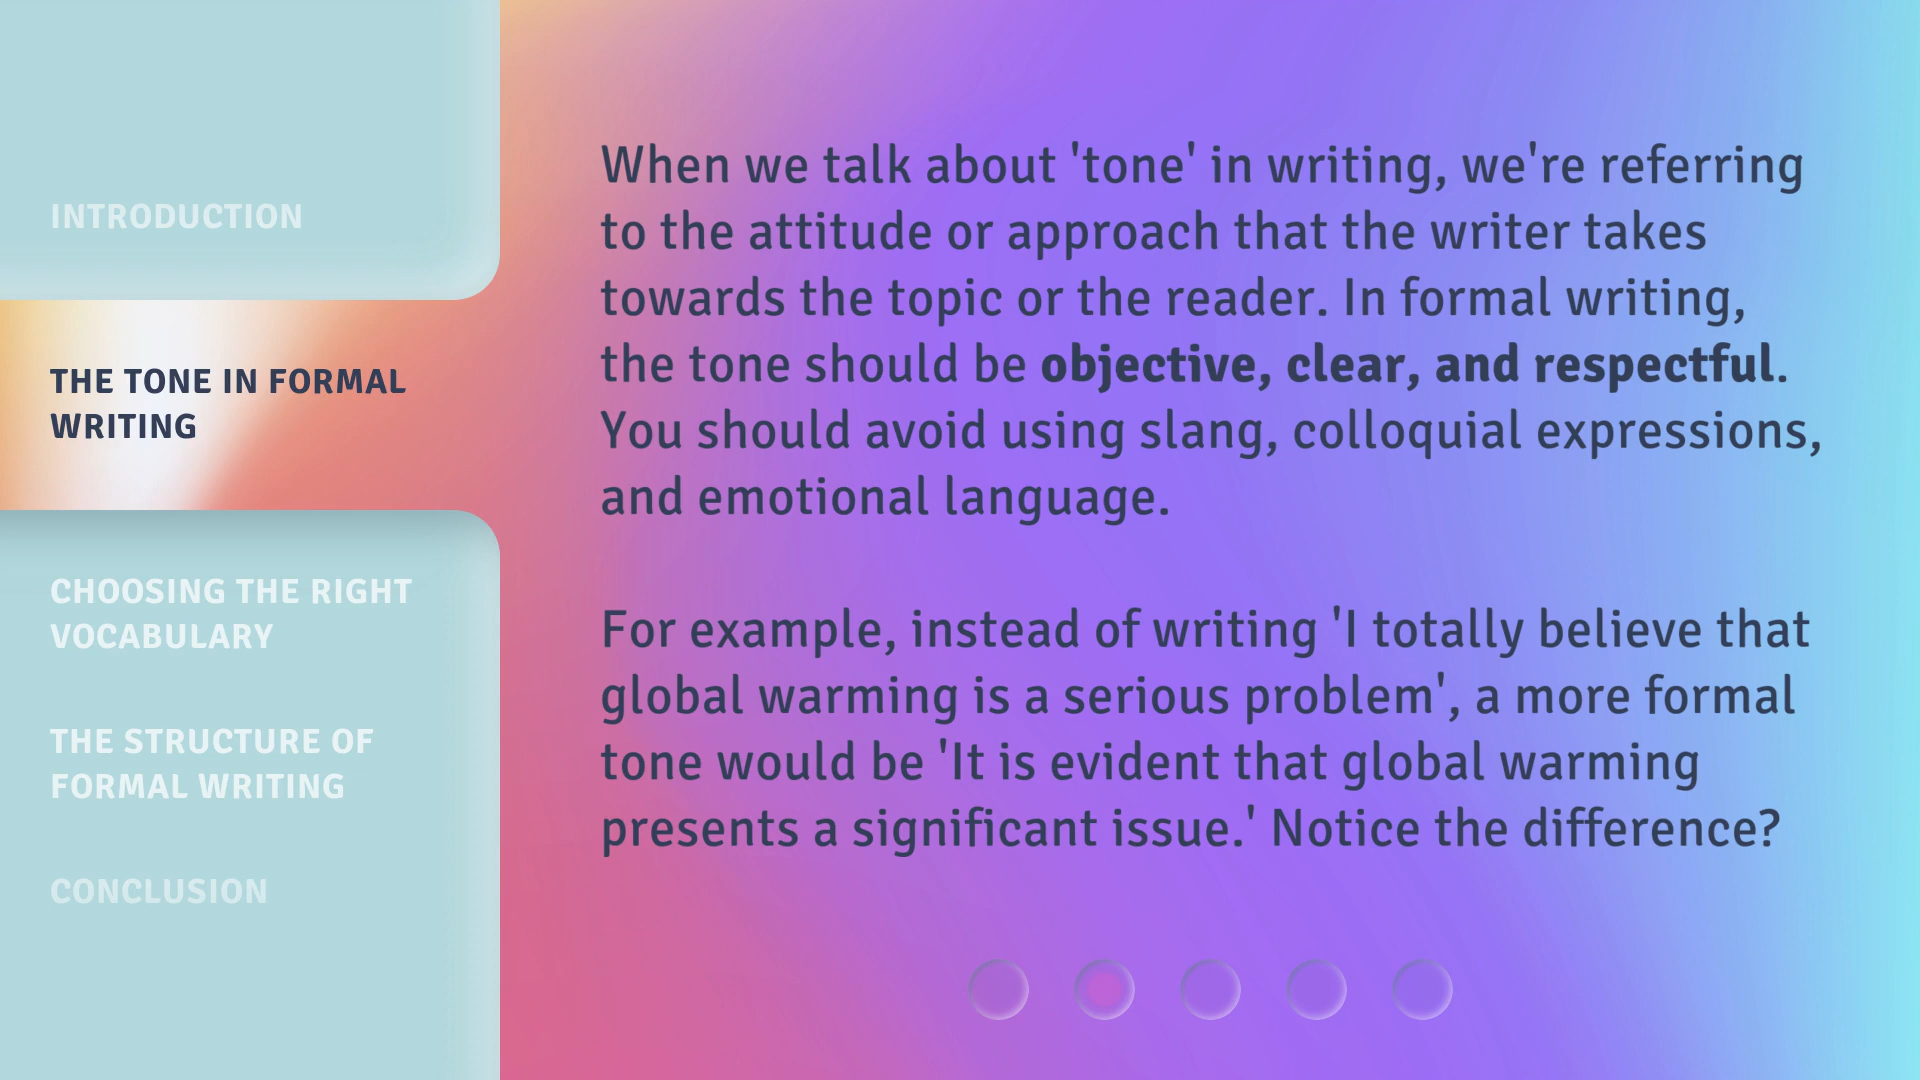 INTRODUCTION
THE TONE IN FORMAL
WRITING
CHOOSING THE RIGHT
VOCABULARY
THE STRUCTURE OF
FORMAL WRITING
CONCLUSION
When we talk about 'tone' in writing, we're referring
to the attitude or approach that the writer takes
towards the topic or the reader. In formal writing,
the tone should be objective, clear, and respectful.
You should avoid using slang, colloquial expressions,
and emotional language.
For example, instead of writing 'I totally believe that
global warming is a serious problem', a more formal
tone would be 'It is evident that global warming
presents a significant issue.' Notice the difference?